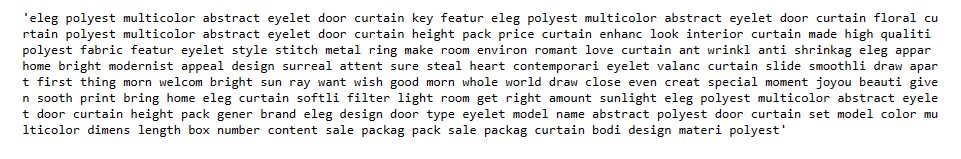 'eleg polyest multicolor abstract eyelet door curtain key featur eleg polyest multicolor abstract eyelet door curtain floral cu
rtain polyest multicolor abstract eyelet door curtain height pack price curtain enhanc look interior curtain made high qualiti
polyest fabric featur eyelet style stitch metal ring make room environ romant love curtain ant wrinkl anti shrinkag eleg appar
home bright modernist appeal design surreal attent sure steal heart contemporari eyelet valanc curtain slide smoothli draw apar
t first thing morn welcom bright sun ray want wish good morn whole world draw close even creat special moment joyou beauti give
n sooth print bring home eleg curtain softli filter light room get right amount sunlight eleg polyest multicolor abstract eyele
t door curtain height pack gener brand eleg design door type eyelet model name abstract polyest door curtain set model color mu
lticolor dimens length box number content sale packag pack sale packag curtain bodi design materi polyest'